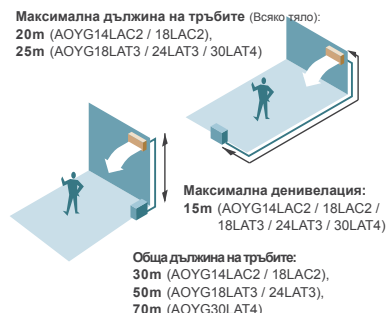 Максимална дължина на тръбите (Всяко тяло):
20m (AOYG14LAC2 / 18LAC2),
25m (AOYG18LAT3 / 24LAT3 / 30LAT4)
Максимална денивелация:
15m (AOYG14LAC2 / 18LAC2 /
18LAT3 / 24LAT3 / 30LAT4)
Обща дължина на тръбите:
30m (AOYG14LAC2 / 18LAC2),
50m (AOYG18LAT3 / 24LAT3),
70m (AOYG30LAT4)